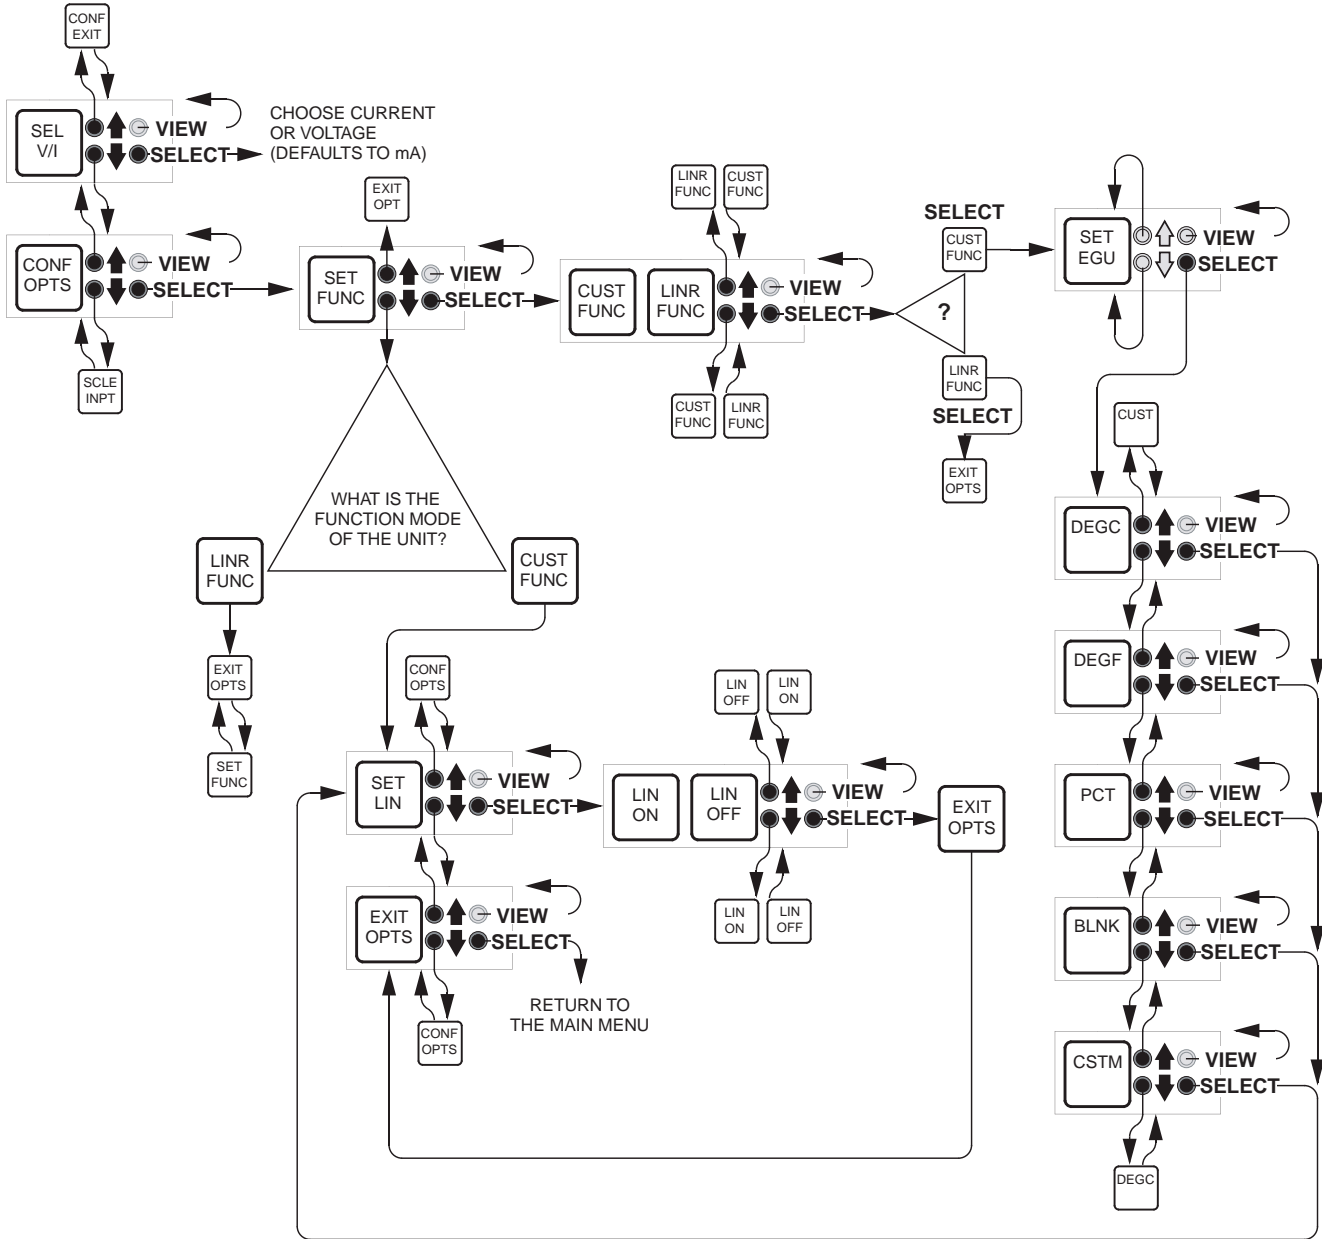 CONF
EXIT
SEL
V/I
VIEW
SELECT
CHOOSE CURRENT
OR VOLTAGE
(DEFAULTS TO mA)
CONF
OPTS
VIEW
SELECT
SCLE
INPT
EXIT
OPT
SET
FUNC
VIEW
SELECT
LINR
FUNC
CUST
FUNC
CUST
FUNC
LINR
FUNC
VIEW
SELECT
CUST
FUNC
LINR
FUNC
SELECT
CUST
FUNC
?
LINR
FUNC
SELECT
EXIT
OPTS
SET
EGU
VIEW
SELECT
WHAT IS THE
FUNCTION MODE
OF THE UNIT?
LINR
FUNC
CUST
FUNC
EXIT
OPTS
SET
FUNC
CONF
OPTS
SET
LIN
VIEW
SELECT
LIN
OFF
LIN
ON
LIN
ON
LIN
OFF
VIEW
SELECT
LIN
ON
LIN
OFF
EXIT
OPTS
EXIT
OPTS
VIEW
SELECT
RETURN TO
THE MAIN MENU
CONF
OPTS
CUST
DEGC
VIEW
SELECT
DEGF
VIEW
SELECT
PCT
VIEW
SELECT
BLNK
VIEW
SELECT
CSTM
VIEW
SELECT
DEGC